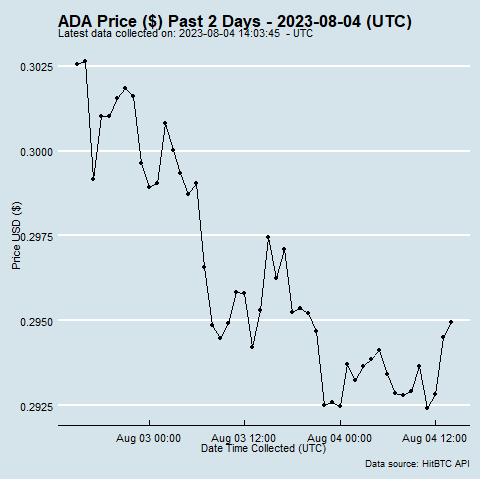 ADA Price ($) Past 2 Days - 2023-08-04 (UTC)
Latest data collected on: 2023-08-04 14:03:45 - UTC
0.3025
0.3000
0.2975
0.2950
0.2925
Price USD ($)
Aug 03 00:00 Aug 03 12:00 Aug 04 00:00 Aug 04 12:00
Date Time Collected (UTC)
Data source: HitBTC API